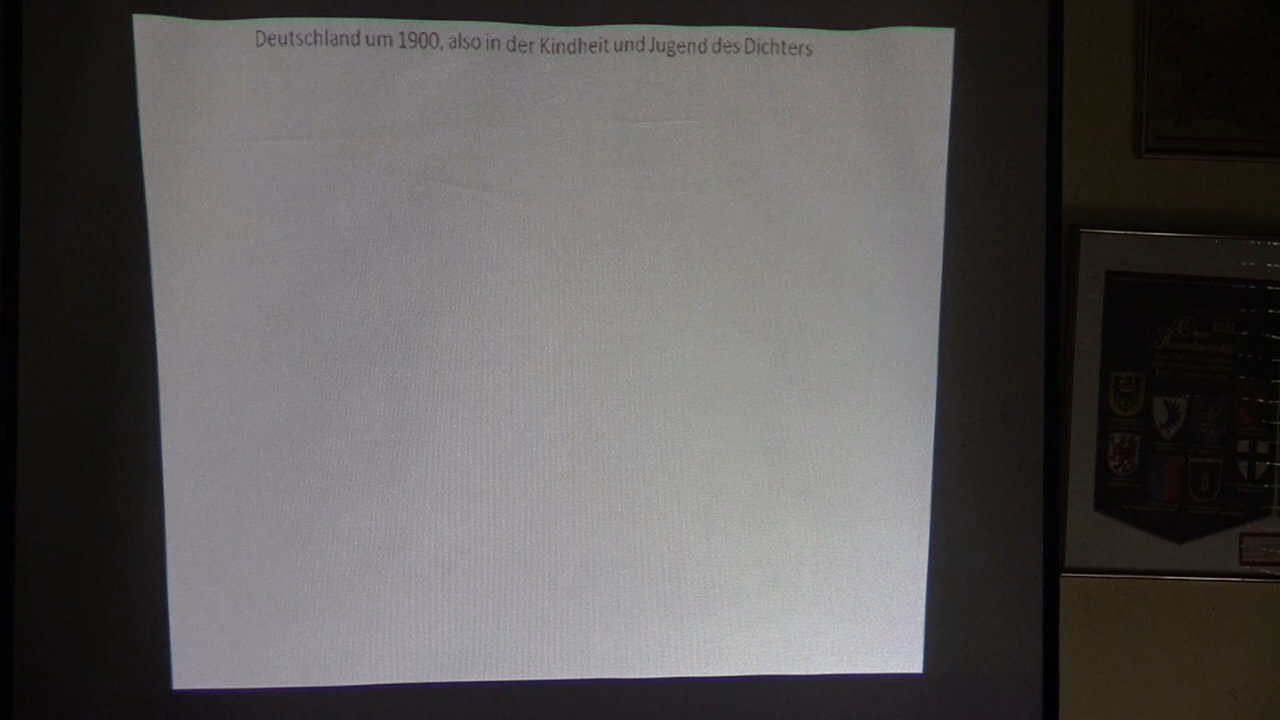 Deutschland um 1900, also in der Kindheit und Jugend des Dichters